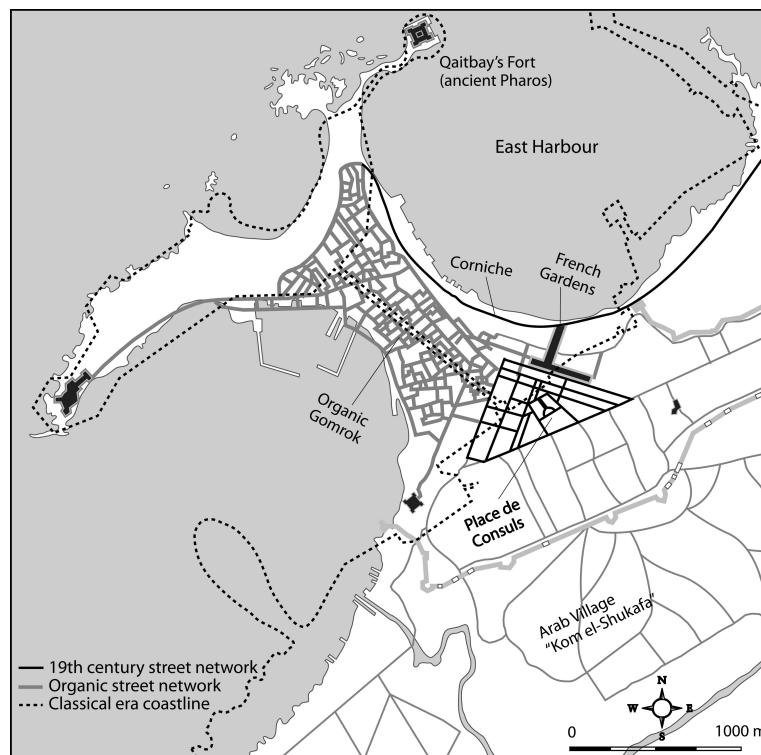 Qaitbay's Fort
(ancient Pharos)
East Harbour
Corniche
French
Gardens
Organic
Gomrok
Place de
Consuls
Arab Village
"Kom el-Shukafa"
19th century street network
Organic street network
Classical era coastline
N
W E
S
0 1000 m